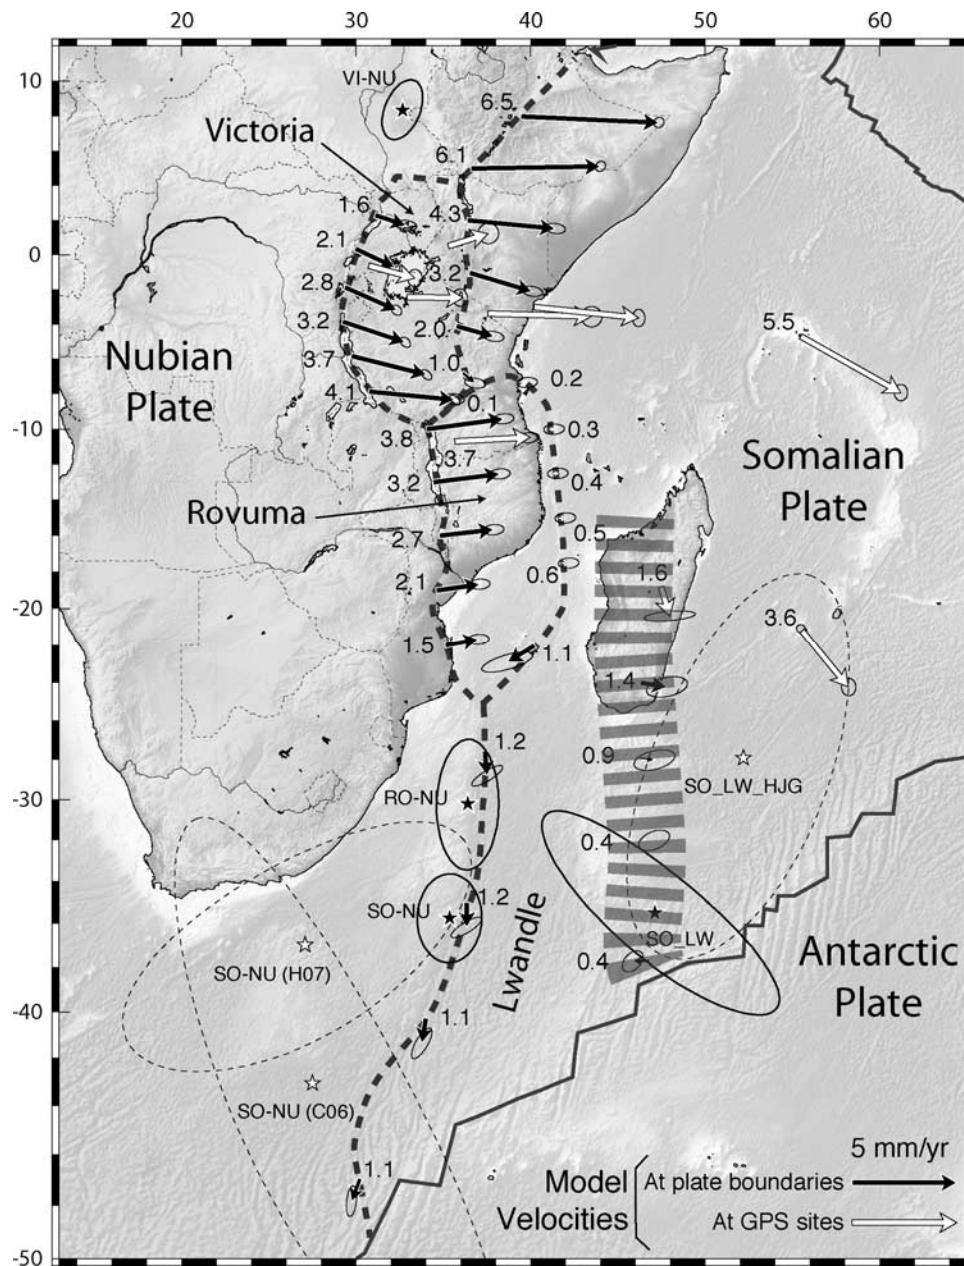 20 30 40 50 60
10
VI-NU
6.5
Victoria
6.1
1.6
4.3
2.1
0
3.2
2.8
3.2
2.0
5.5
Nubian
Plate
3.7
1.0
4.1
0.2
0.1
-10
3.8
0.3
3.7
3.2
0.4
Somalian
Plate
Rovuma
0.5
2.7
0.6
1.6
2.1
-20
3.6
1.5
1.1
1.4
1.2
0.9
SO_LW_HJG
RO-NU
-30
0.4
1.2
SO-NU
SO_LW
Lwandle
0.4
SO-NU (H07)
Antarctic
Plate
-40
1.1
SO-NU (C06)
1.1
5 mm/yr
Model
Velocities
At plate boundaries
At GPS sites
-50